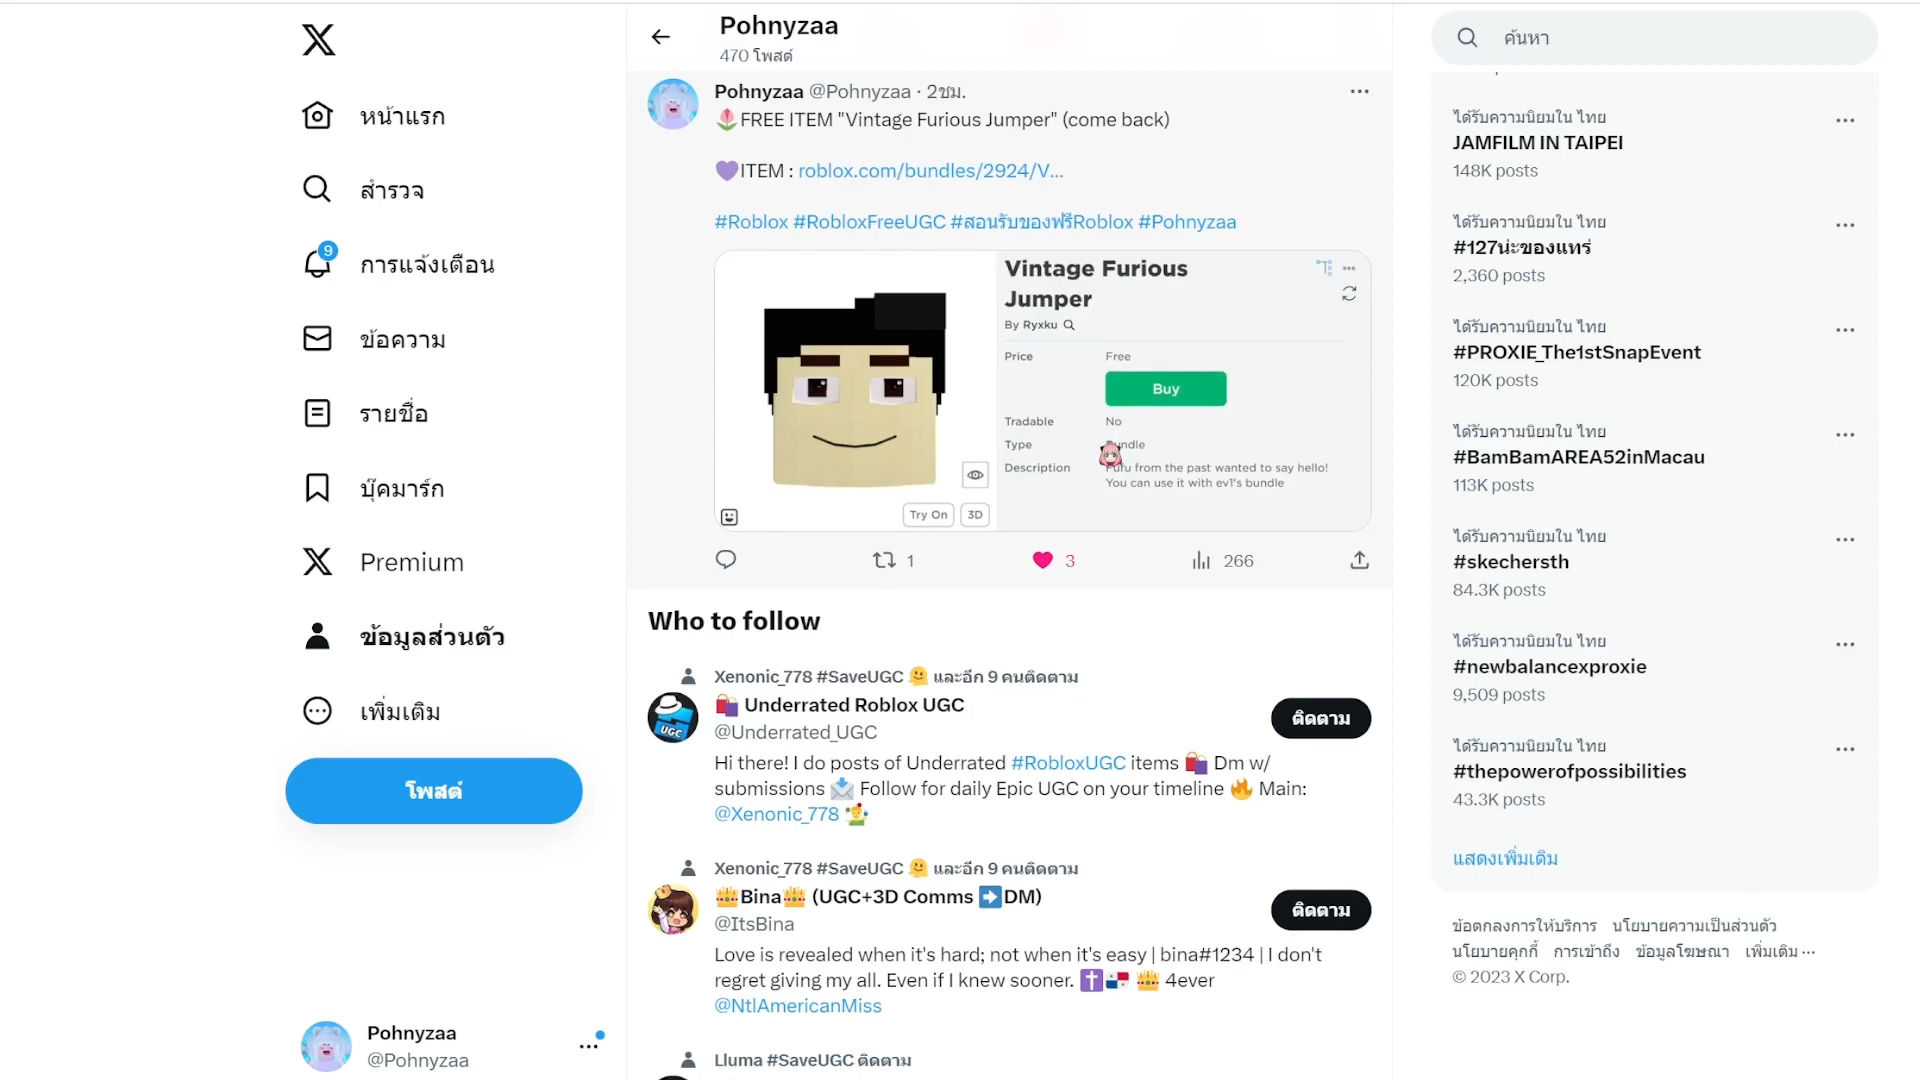 หน้าแรก
สำรวจ
9
การแจ้งเตือน
ข้อความ
รายชื่อ
บุ๊คมาร์ก
Premium
ข้อมูลส่วนตัว
เพิ่มเติม
โพสต์
Pohnyzaa
@Pohnyzaa
Pohnyzaa
470 โพสต์
Pohnyzaa @Pohnyzaa · 2ชม.
🌷FREE ITEM "Vintage Furious Jumper" (come back)
💜ITEM : roblox.com/bundles/2924/V...
#Roblox #RobloxFreeUGC #สอนรับของฟรีRoblox #Pohnyzaa
Vintage Furious
Jumper
By Ryxku
Price Free
Buy
Tradable No
Type
Description Furu from the past wanted to say hello!
You can use it with ev1's bundle
Try On 3D
1 3 266
Who to follow
Xenonic_778 #SaveUGC 🫠 และอีก 9 คนติดตาม
🛍️ Underrated Roblox UGC
@Underrated_UGC
ติดตาม
UGC
Hi there! I do posts of Underrated #RobloxUGC items 🛍️ Dm w/
submissions 📩 Follow for daily Epic UGC on your timeline 🔥 Main:
@Xenonic_778 🤹
Xenonic_778 #SaveUGC 🫠 และอีก 9 คนติดตาม
👑Bina👑 (UGC+3D Comms ➡️DM)
@ItsBina
ติดตาม
Love is revealed when it's hard; not when it's easy | bina#1234 | I don't
regret giving my all. Even if I knew sooner. ✝️🇵🇦 👑 4ever
@NtlAmericanMiss
Lluma #SaveUGC ติดตาม
ค้นหา
ได้รับความนิยมใน ไทย
JAMFILM IN TAIPEI
148K posts
ได้รับความนิยมใน ไทย
#127น่ะของแทร่
2,360 posts
ได้รับความนิยมใน ไทย
#PROXIE_The1stSnapEvent
120K posts
ได้รับความนิยมใน ไทย
#BamBamAREA52inMacau
113K posts
ได้รับความนิยมใน ไทย
#skechersth
84.3K posts
ได้รับความนิยมใน ไทย
#newbalancexproxie
9,509 posts
ได้รับความนิยมใน ไทย
#thepowerofpossibilities
43.3K posts
แสดงเพิ่มเติม
ข้อตกลงการให้บริการ นโยบายความเป็นส่วนตัว
นโยบายคุกกี้ การเข้าถึง ข้อมูลโฆษณา เพิ่มเติม ...
© 2023 X Corp.